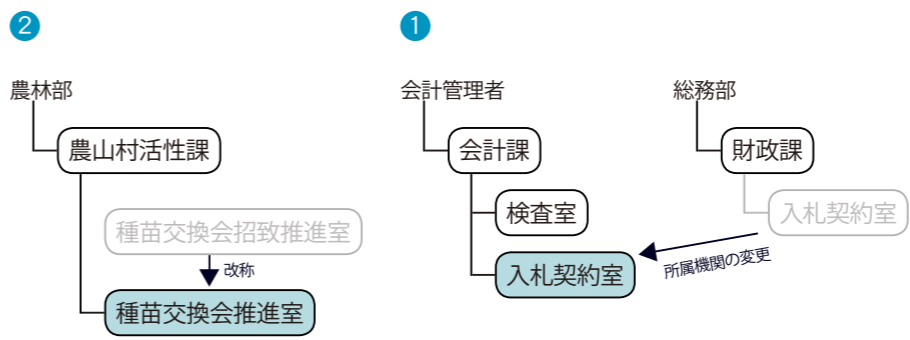 ❷
農林部
農山村活性課
種苗交換会招致推進室
改称
種苗交換会推進室
❶
会計管理者
総務部
会計課
財政課
検査室
入札契約室
入札契約室
所属機関の変更